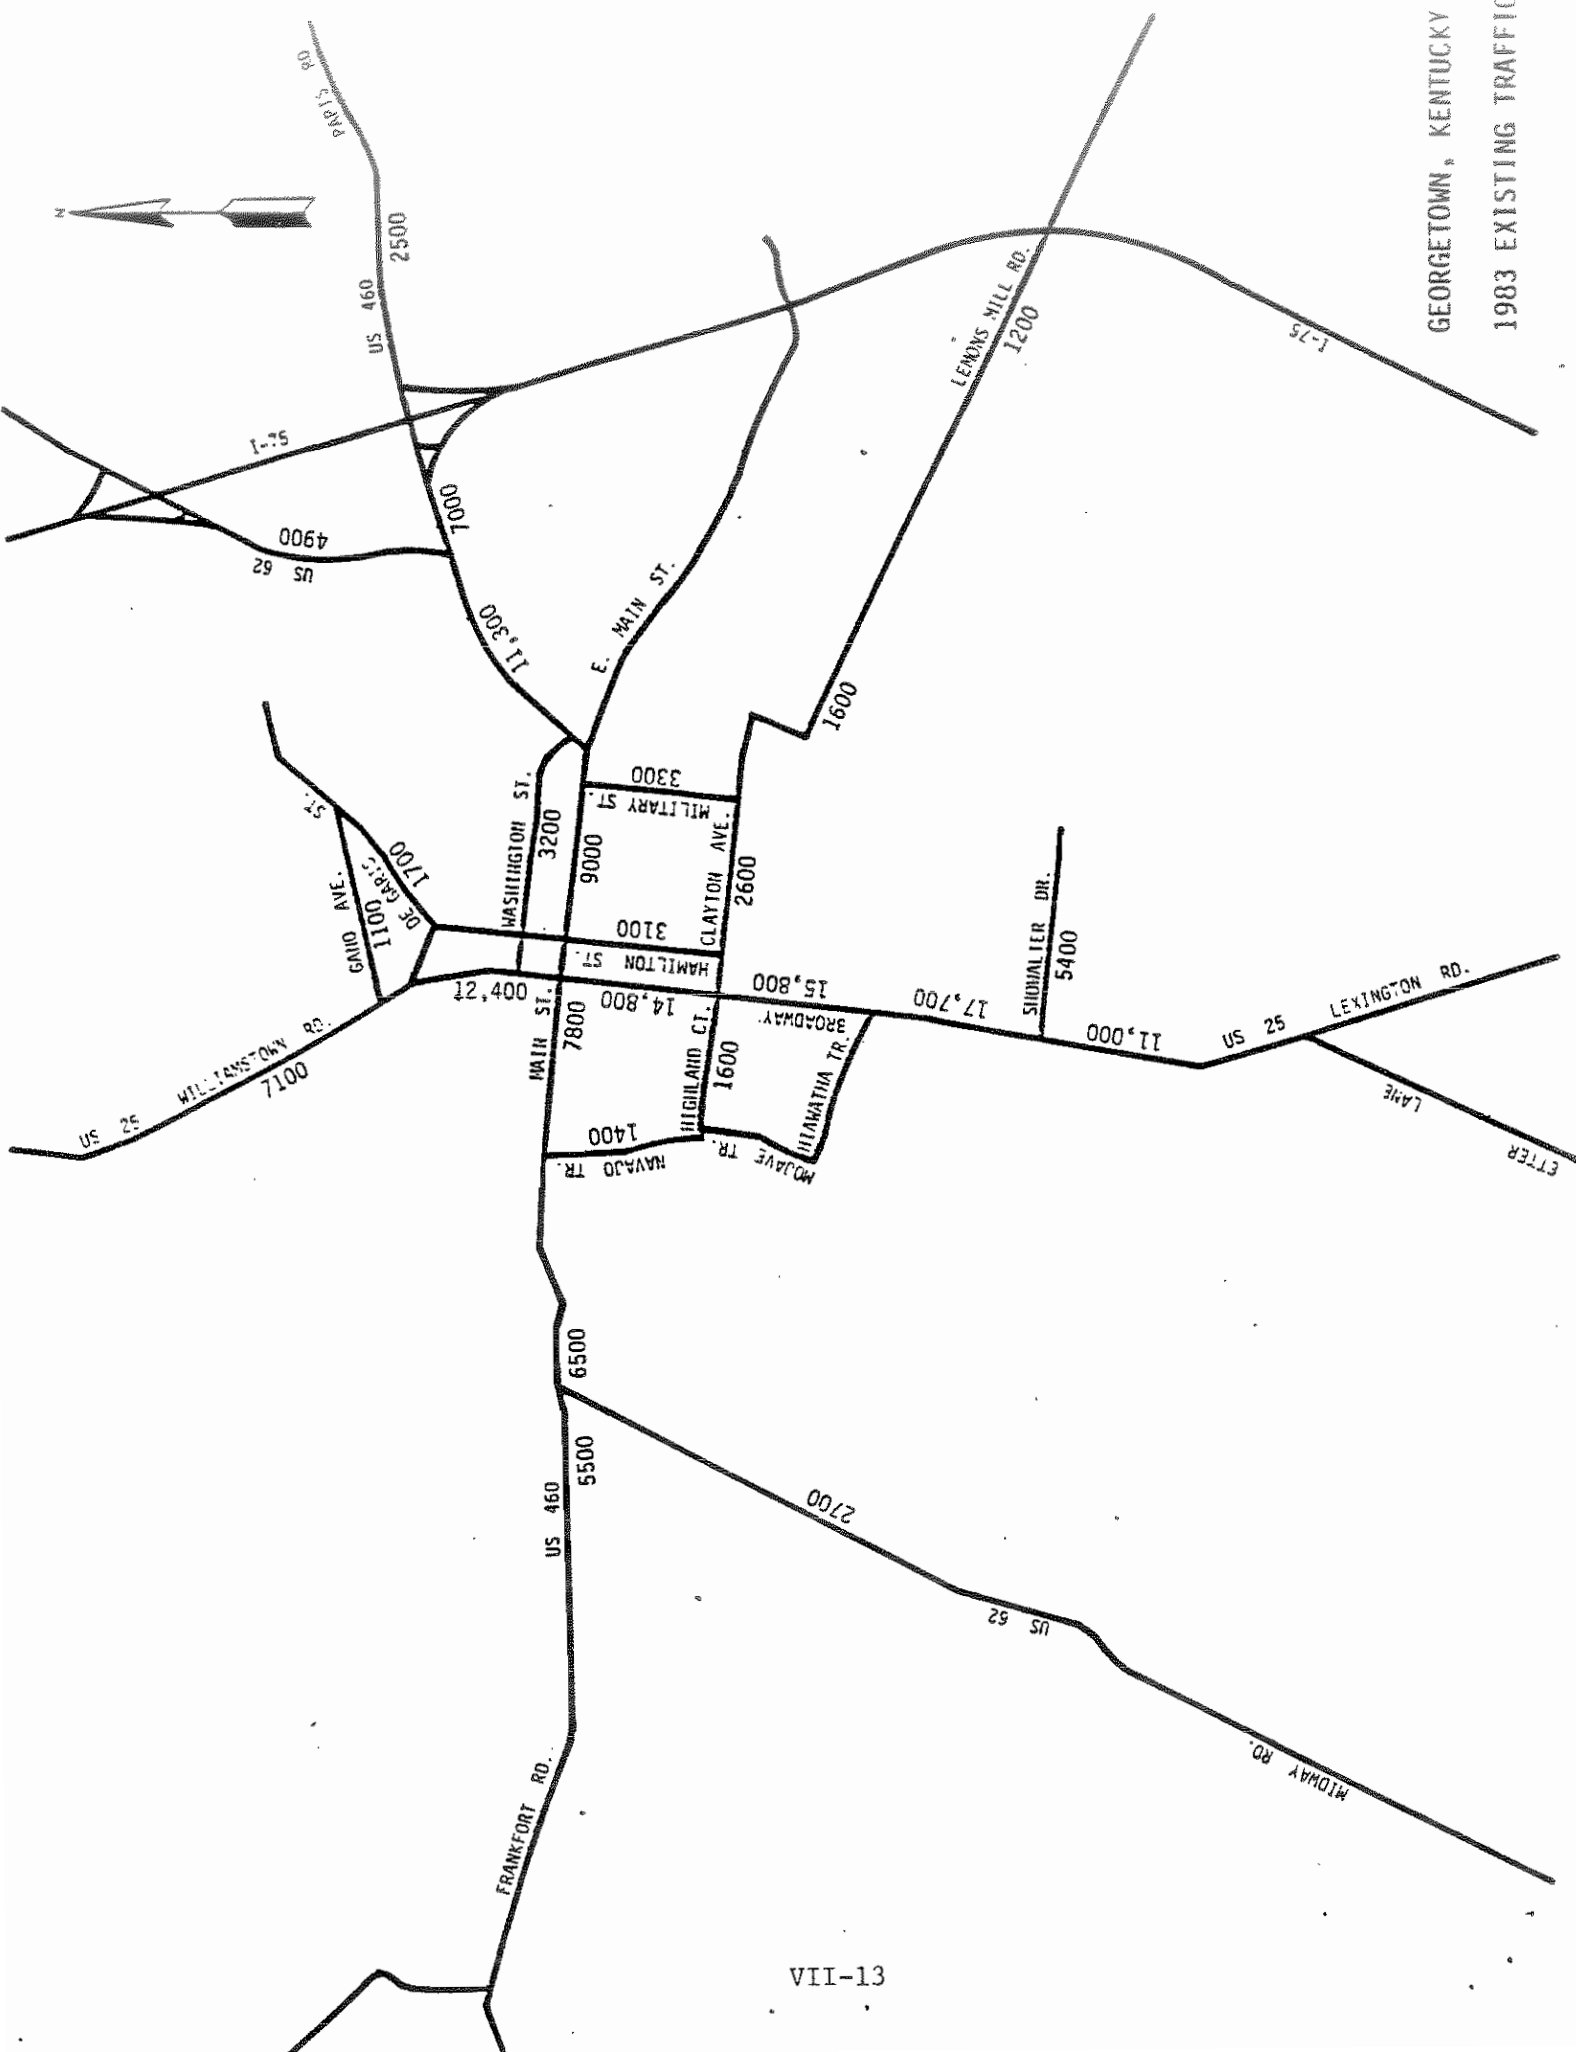 GEORGETOWN, KENTUCKY
1983 EXISTING TRAFFIC
N
PARIS RD
2500
US 460
I-75
7000
4900
US 62
11,300
E. MAIN ST.
LEMONS MILL RD.
1200
I-75
1600
ST.
GANO AVE.
1100
DE GARIS
1700
WASHINGTON ST.
3200
9000
3300
MILITARY ST.
CLAYTON AVE.
2600
3100
HAMILTON ST.
12,400
14,800
15,800
BROADWAY
17,700
SHOWALTER DR.
5400
11,000
US 25
LEXINGTON RD.
ETTER LANE
US 25
WILLIAMSTOWN RD.
7100
MAIN ST.
7800
HIGHLAND CT.
1600
HIAWATHA TR.
MOJAVE TR.
1400
NAVAJO TR.
6500
5500
US 460
2700
US 62
MIDWAY RD.
FRANKFORT RD.
VII-13